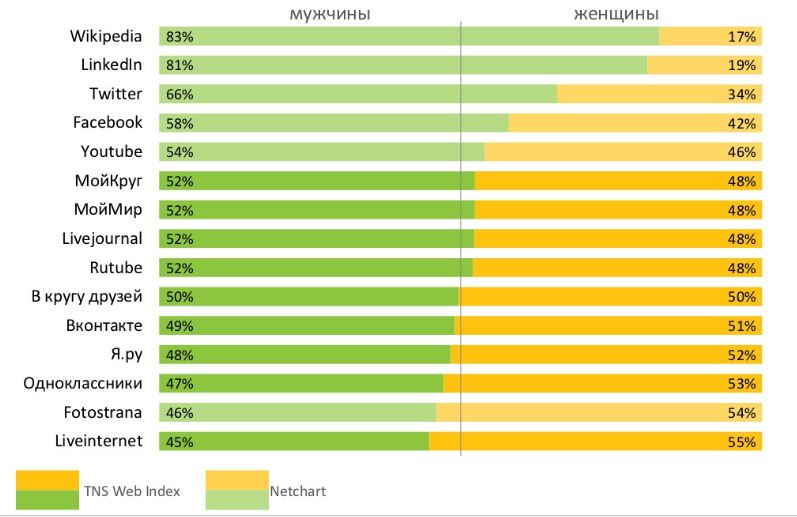 мужчины женщины
Wikipedia 83% 17%
LinkedIn 81% 19%
Twitter 66% 34%
Facebook 58% 42%
Youtube 54% 46%
МойКруг 52% 48%
МойМир 52% 48%
Livejournal 52% 48%
Rutube 52% 48%
В кругу друзей 50% 50%
Вконтакте 49% 51%
Я.ру 48% 52%
Одноклассники 47% 53%
Fotostrana 46% 54%
Liveinternet 45% 55%
TNS Web Index Netchart